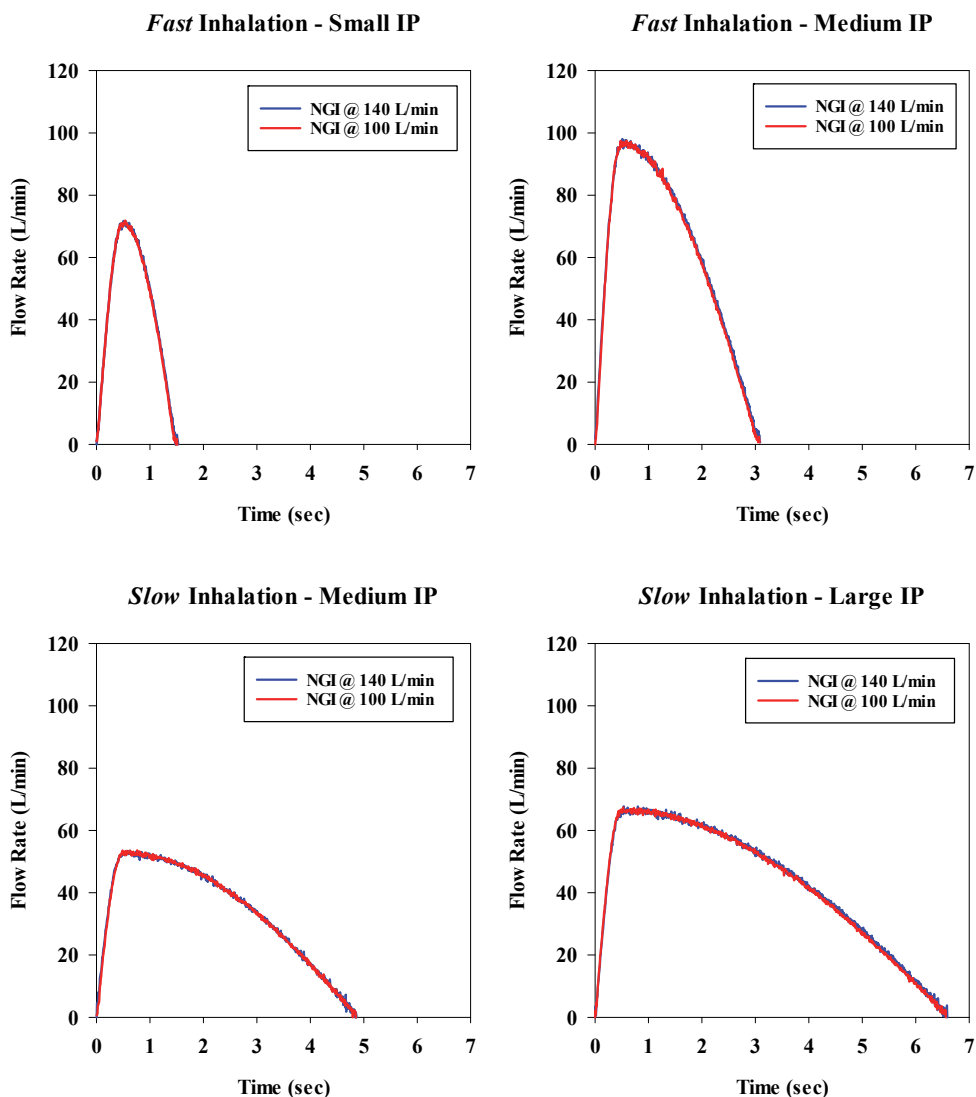 Fast Inhalation - Small IP
120
100
80
60
40
20
0
Flow Rate (L/min)
NGI @ 140 L/min
NGI @ 100 L/min
0 1 2 3 4 5 6 7
Time (sec)
Fast Inhalation - Medium IP
120
100
80
60
40
20
0
Flow Rate (L/min)
NGI @ 140 L/min
NGI @ 100 L/min
0 1 2 3 4 5 6 7
Time (sec)
Slow Inhalation - Medium IP
120
100
80
60
40
20
0
Flow Rate (L/min)
NGI @ 140 L/min
NGI @ 100 L/min
0 1 2 3 4 5 6 7
Time (sec)
Slow Inhalation - Large IP
120
100
80
60
40
20
0
Flow Rate (L/min)
NGI @ 140 L/min
NGI @ 100 L/min
0 1 2 3 4 5 6 7
Time (sec)